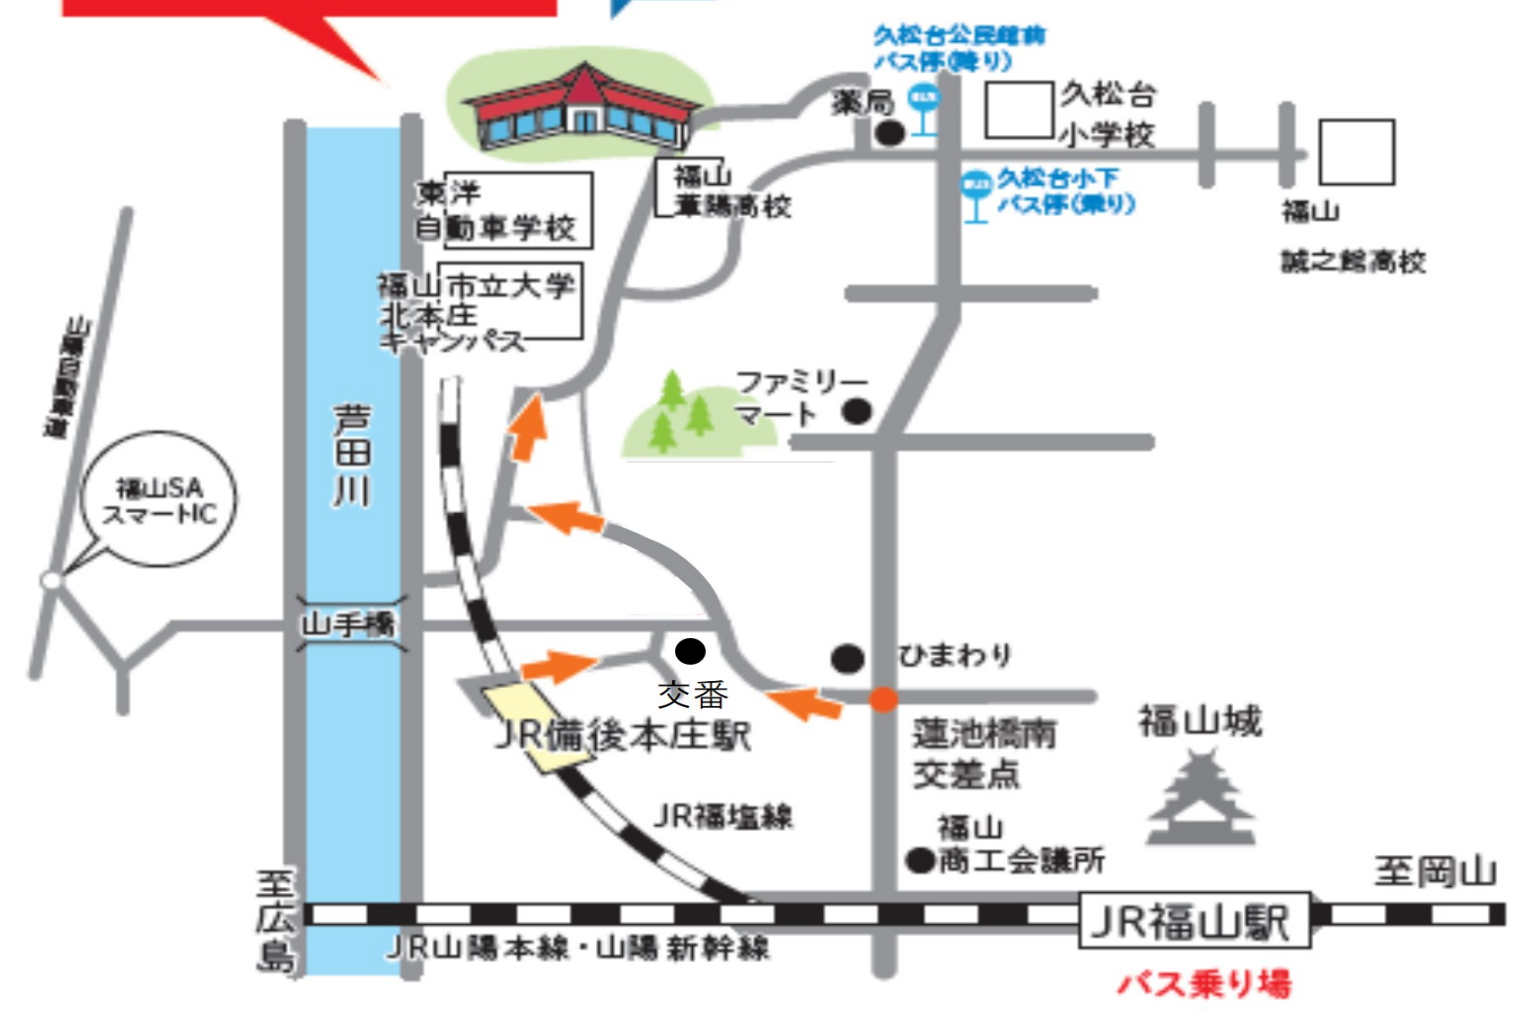 久松台公民館前
バス停(降り)
薬局
久松台
小学校
久松台小下
バス停(乗り)
福山
葦陽高校
福山
誠之館高校
東洋
自動車学校
福山市立大学
北本庄
キャンパス
山陽自動車道
ファミリー
マート
芦田川
福山SA
スマートIC
山手橋
ひまわり
交番
JR備後本庄駅
蓮池橋南
交差点
福山城
JR福塩線
福山
商工会議所
至岡山
至広島
JR福山駅
JR山陽本線・山陽新幹線
バス乗り場